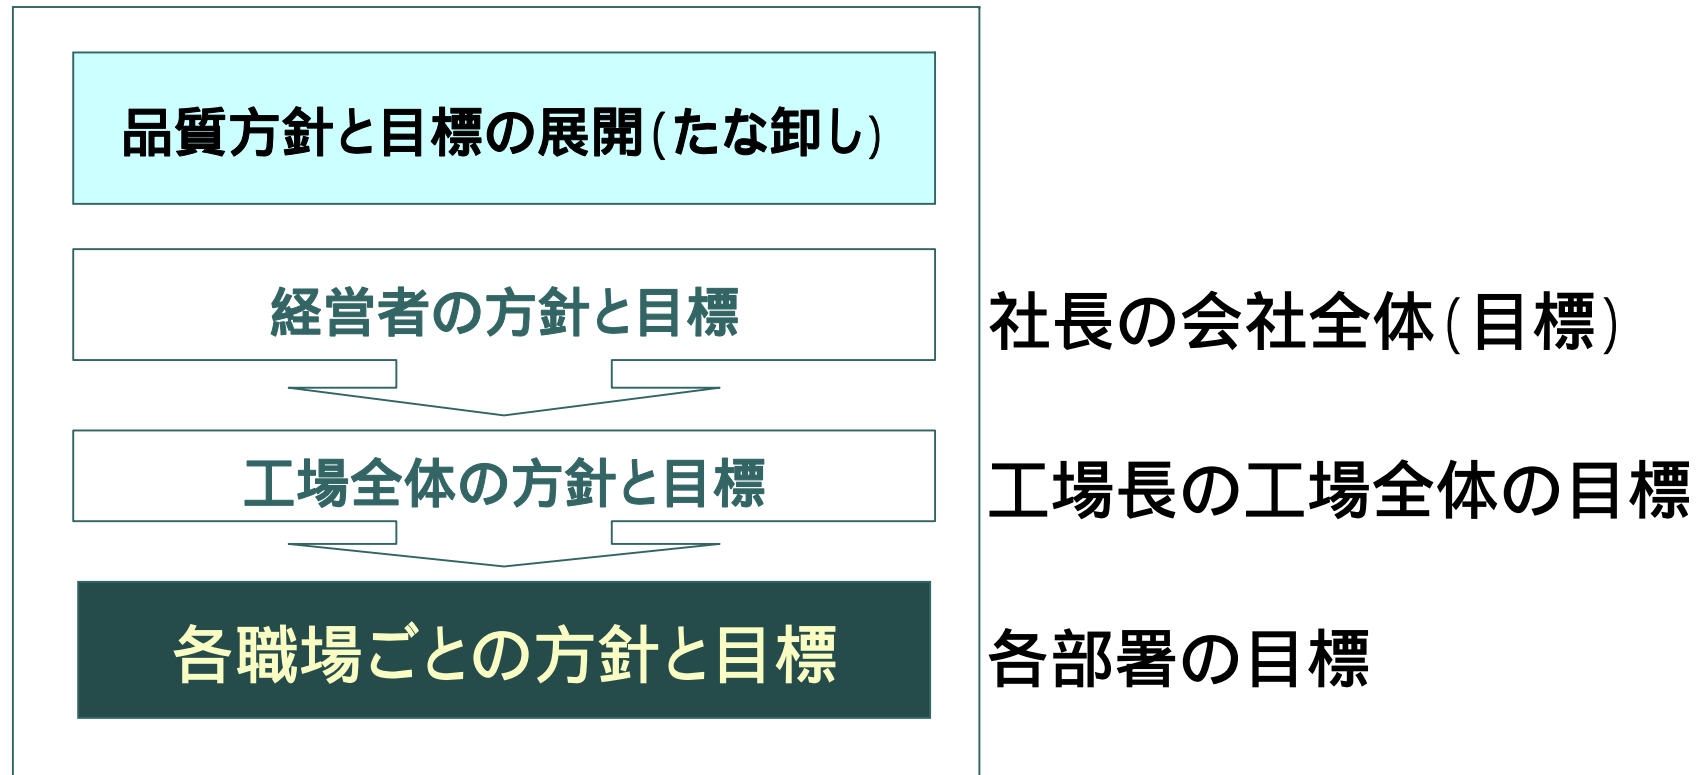 品質方針と目標の展開(たな卸し)
経営者の方針と目標
社長の会社全体(目標)
工場全体の方針と目標
工場長の工場全体の目標
各職場ごとの方針と目標
各部署の目標